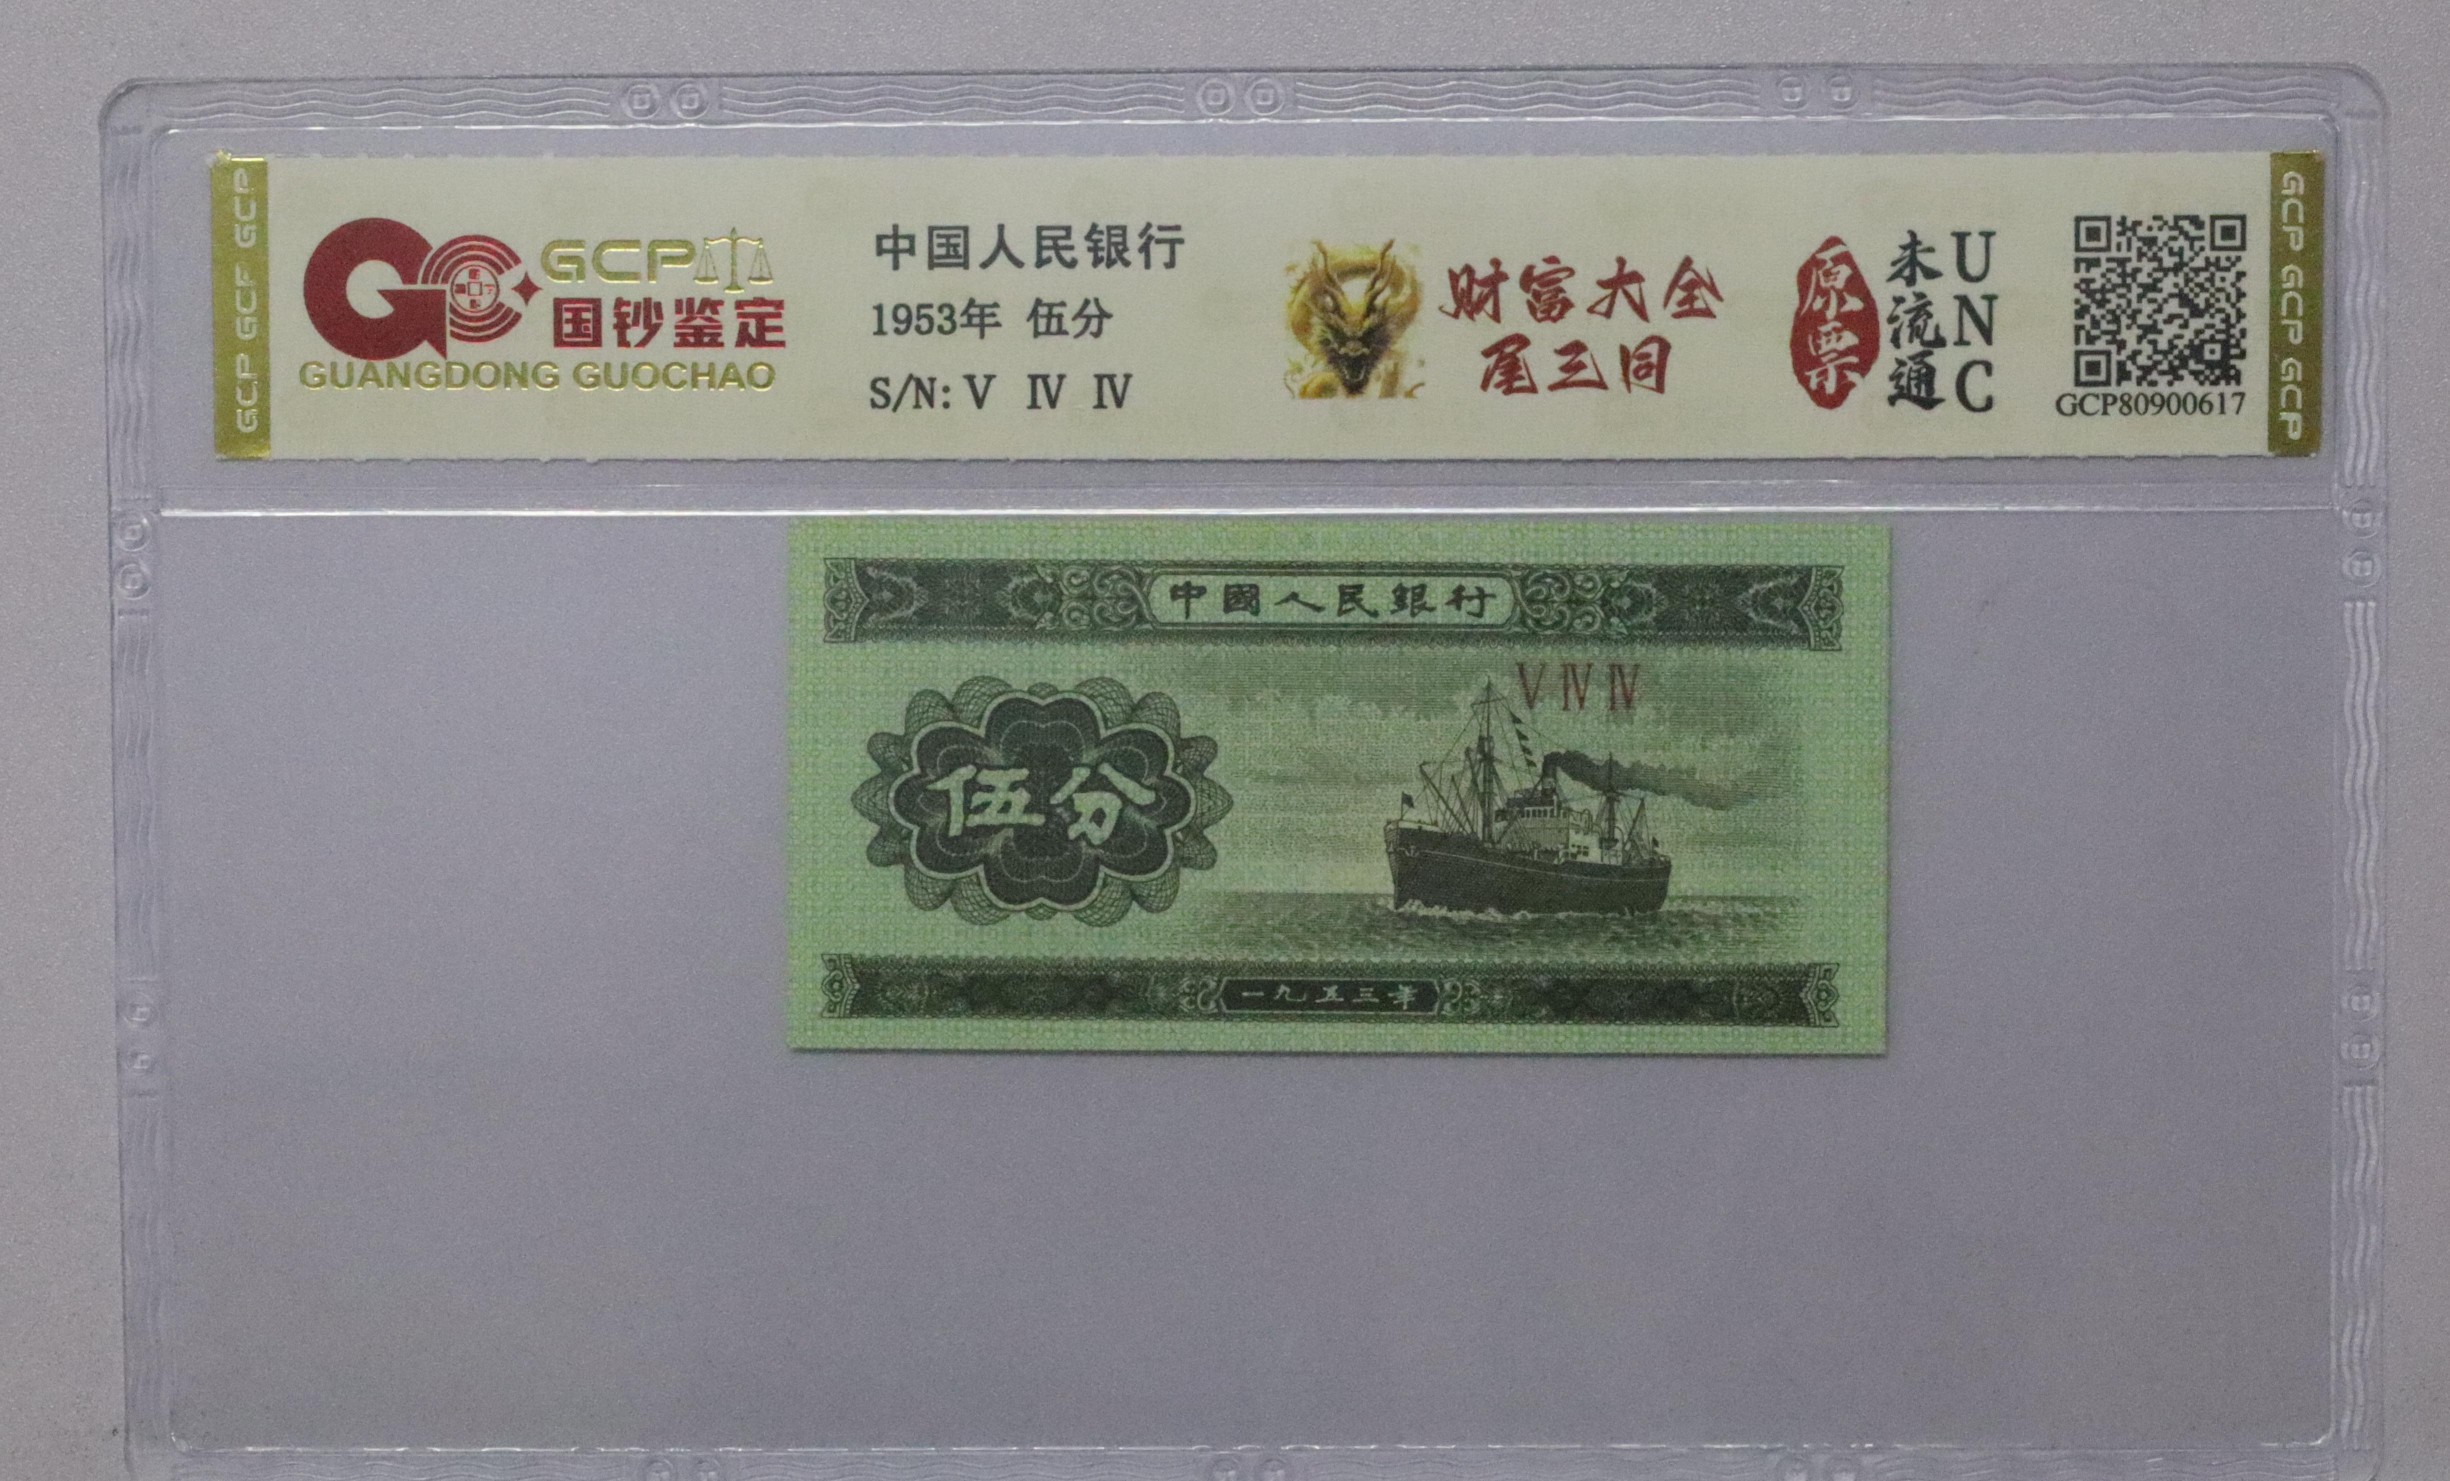 GCP GCP GCP
GCP
国钞鉴定
GUANGDONG GUOCHAO
中国人民银行
1953年 伍分
S/N: Ⅴ Ⅳ Ⅳ
财富大全
尾三同
原票
未流通
UNC
GCP80900617
GCP GCP GCP
中國人民銀行
Ⅴ Ⅳ Ⅳ
伍分
一九五三年